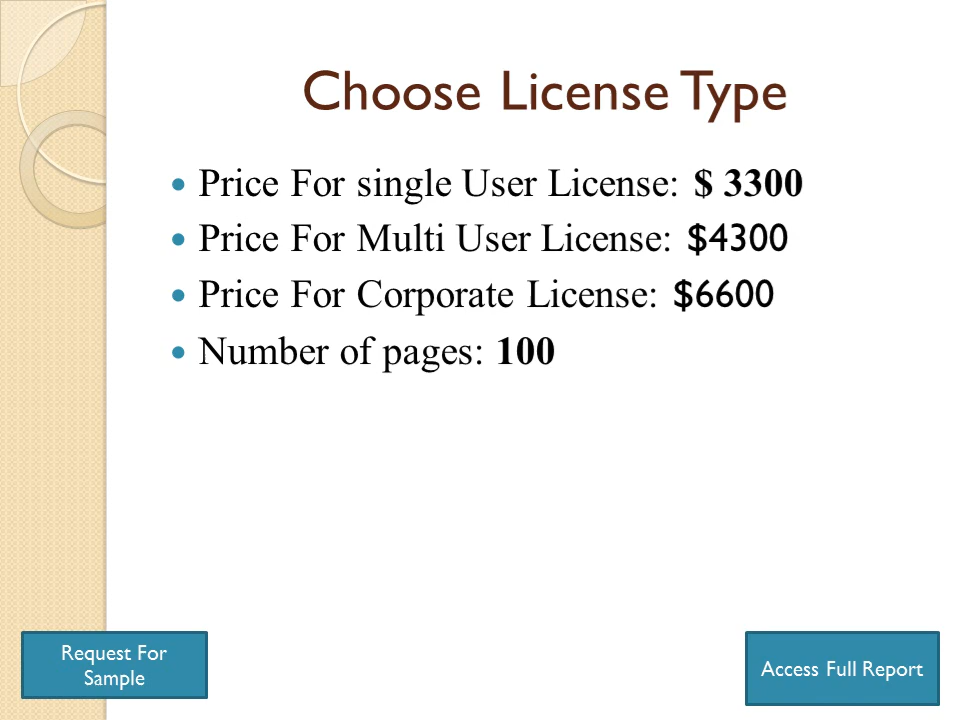 Choose License Type
Price For single User License: $ 3300
Price For Multi User License: $4300
Price For Corporate License: $6600
Number of pages: 100
Request For
Sample
Access Full Report